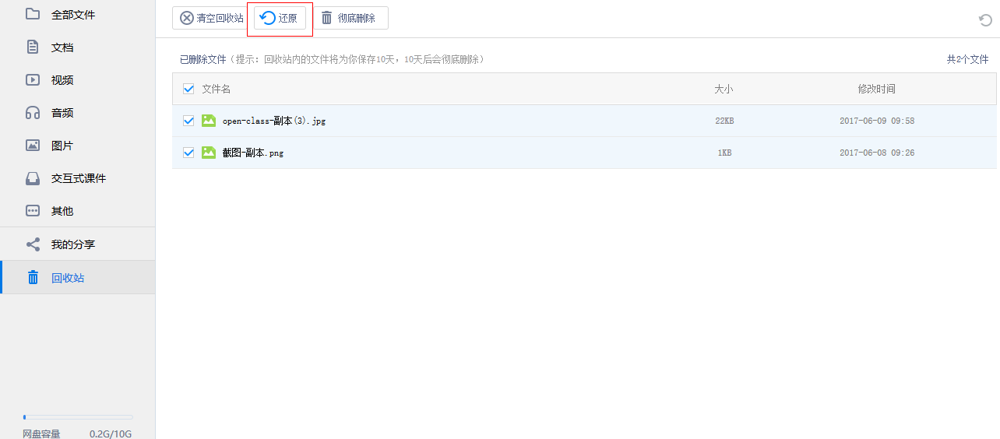 全部文件
文档
视频
音频
图片
交互式课件
其他
我的分享
回收站
网盘容量 0.2G/10G
清空回收站 还原 彻底删除
已删除文件（提示：回收站内的文件将为你保存10天，10天后会彻底删除） 共2个文件
文件名 大小 修改时间
open-class-副本(3).jpg 22KB 2017-06-09 09:58
截图-副本.png 1KB 2017-06-08 09:26